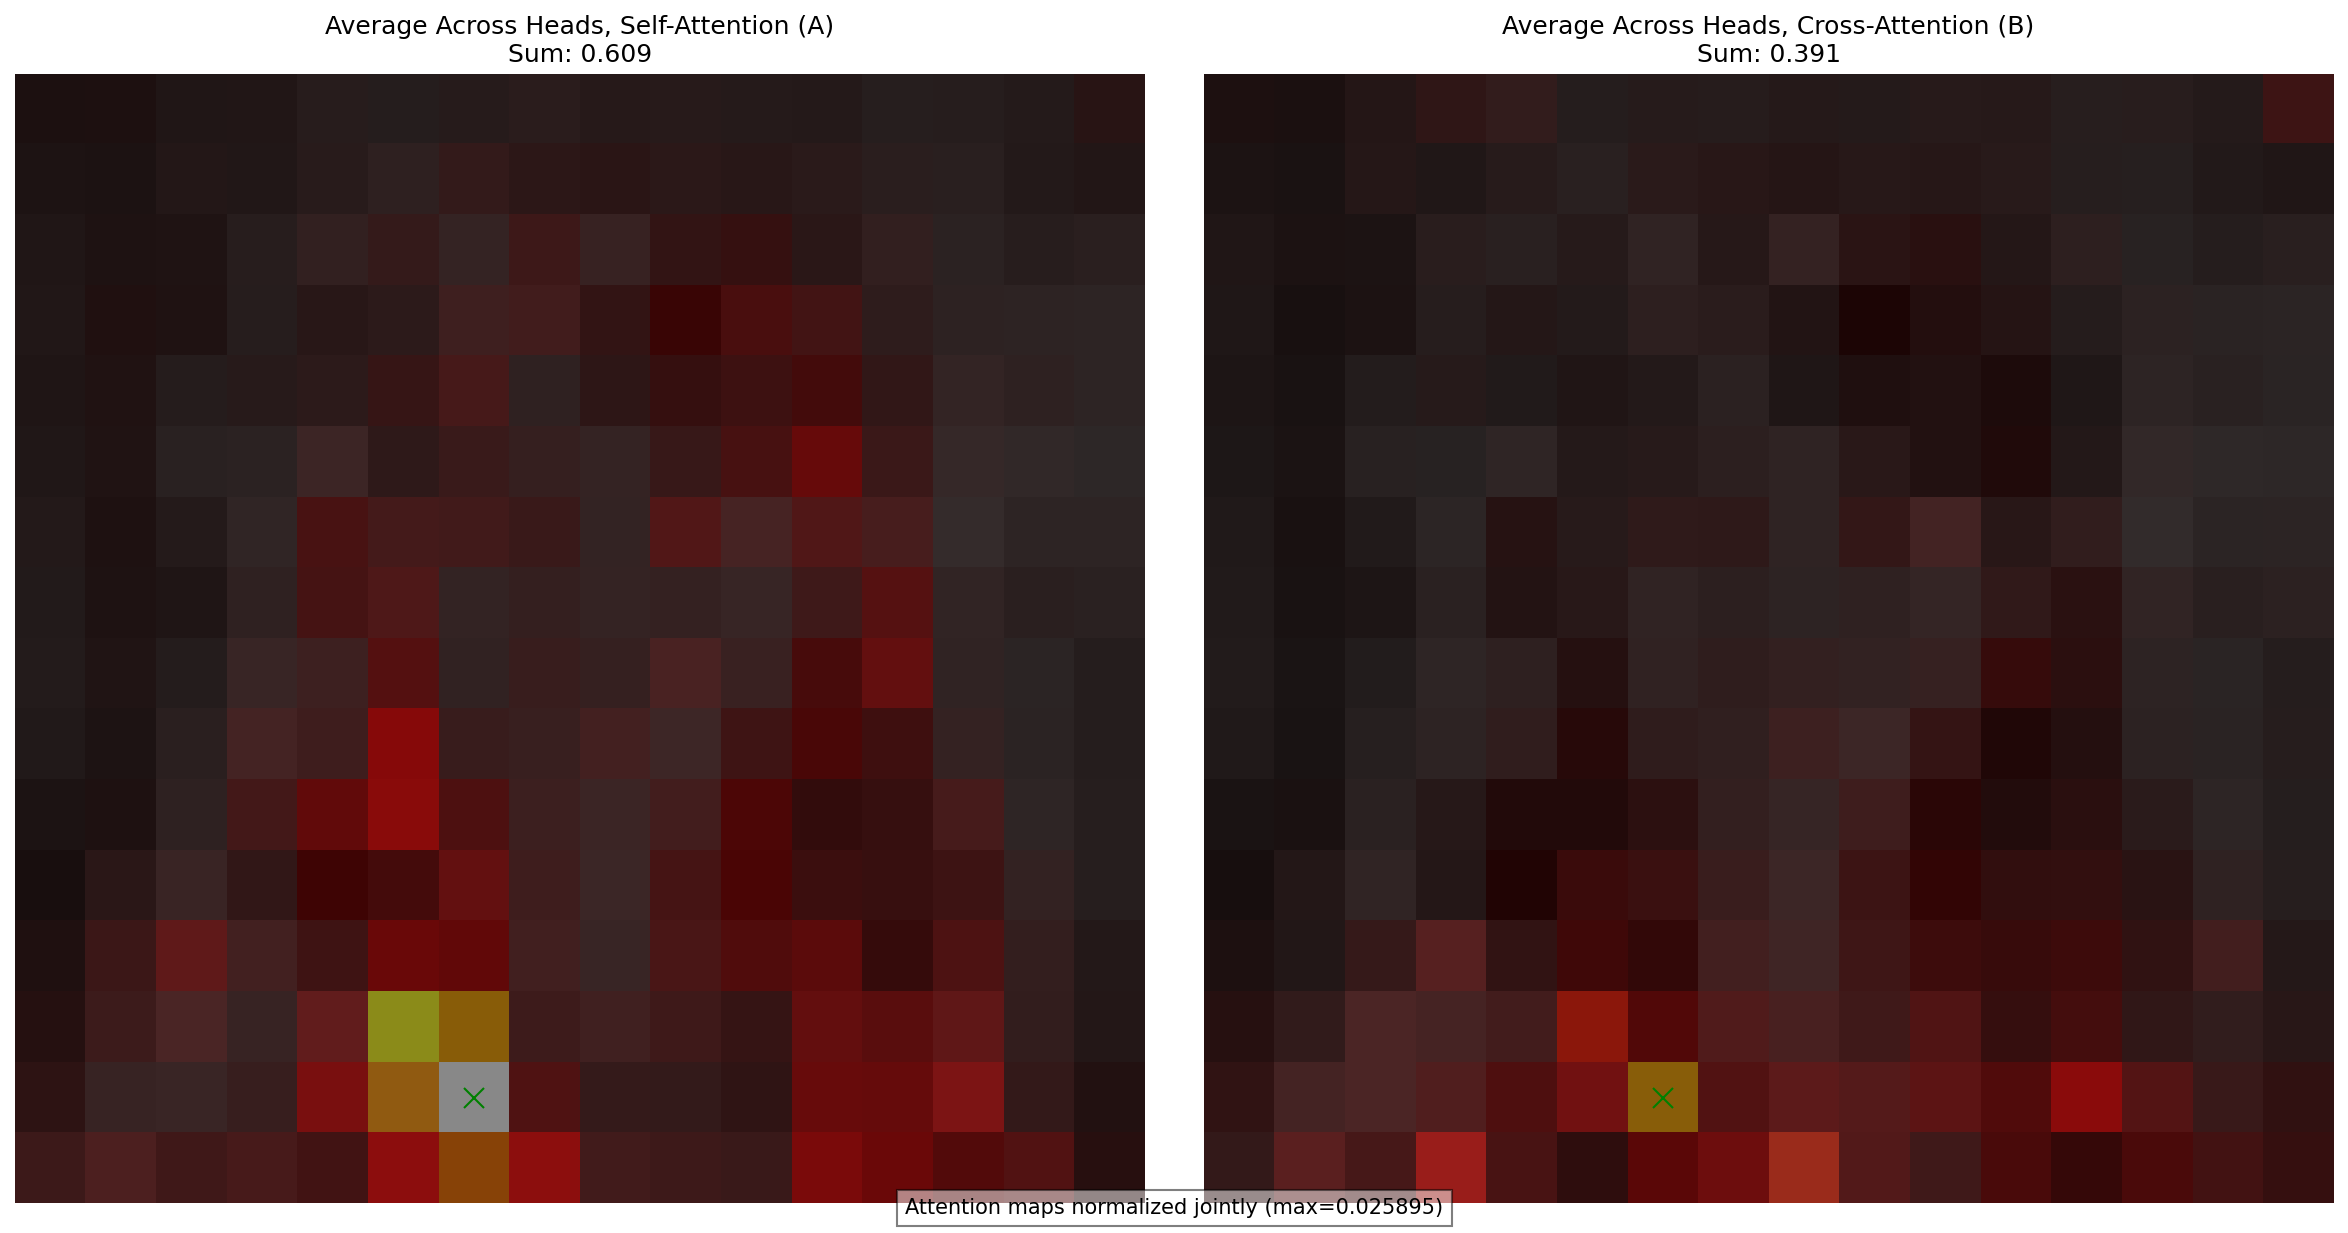 Average Across Heads, Self-Attention (A)
Sum: 0.609
Average Across Heads, Cross-Attention (B)
Sum: 0.391
Attention maps normalized jointly (max=0.025895)